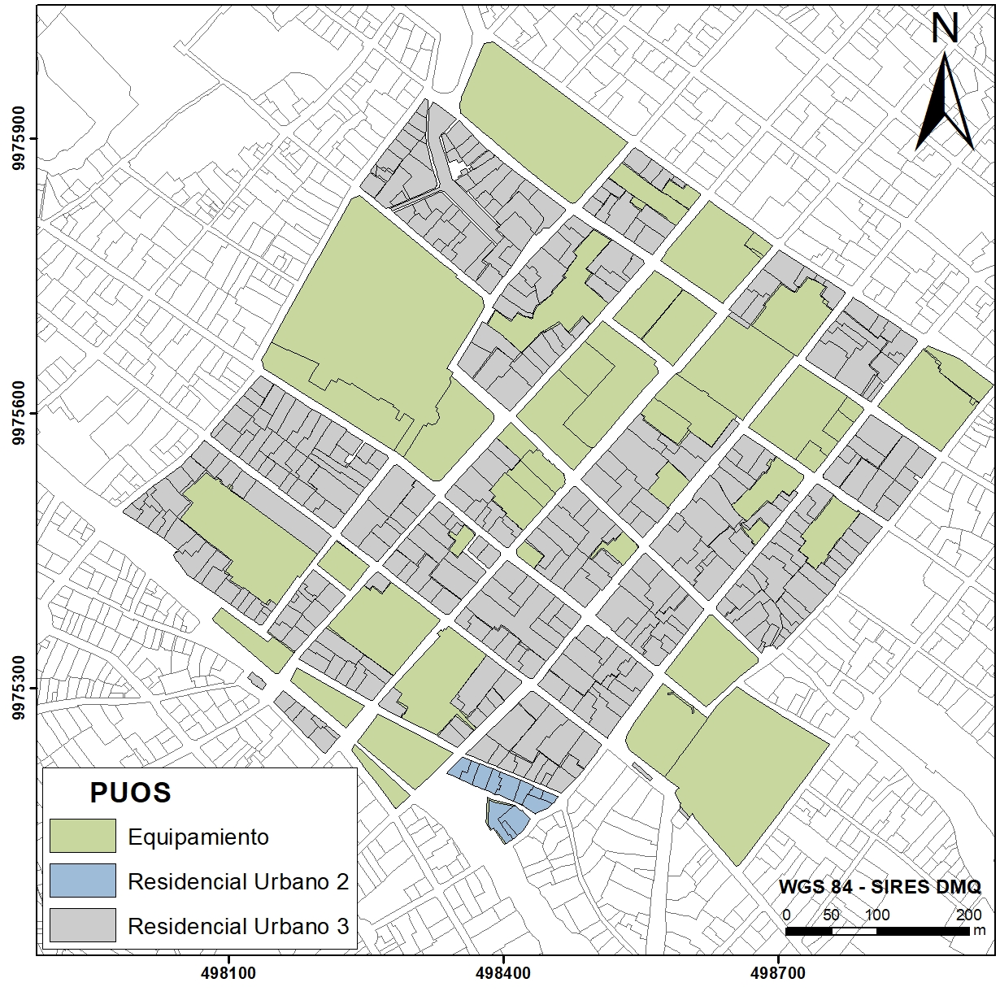 N
9975900
9975600
9975300
PUOS
Equipamiento
Residencial Urbano 2
Residencial Urbano 3
WGS 84 - SIRES DMQ
0 50 100 200
m
498100 498400 498700